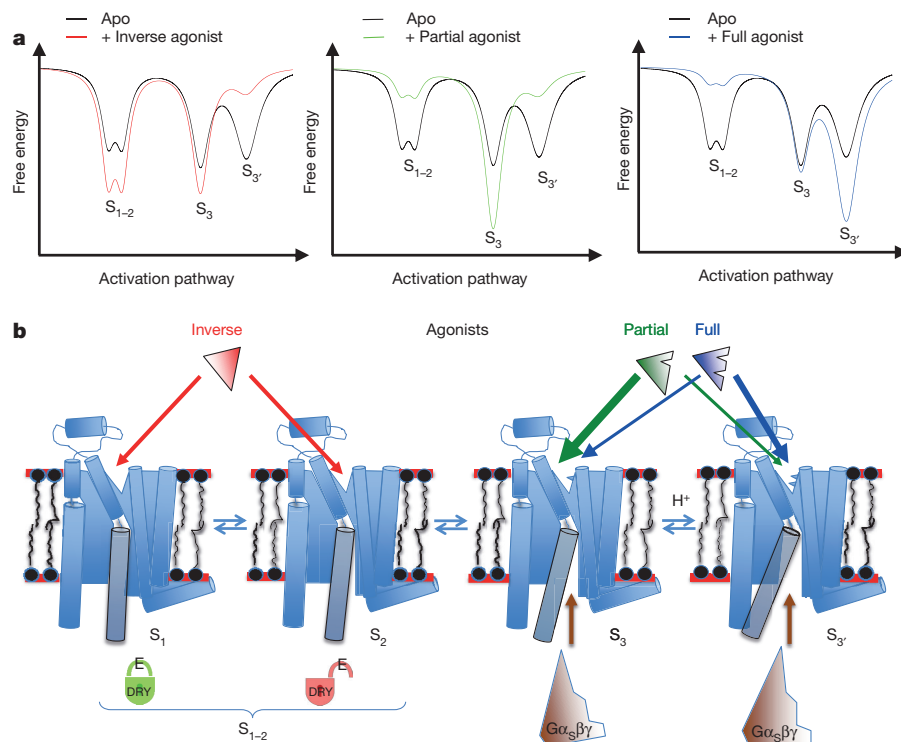 a
Apo
+ Inverse agonist
Apo
+ Partial agonist
Apo
+ Full agonist
Free energy
S1–2
S3
S3′
Activation pathway
Free energy
S1–2
S3
S3′
Activation pathway
Free energy
S1–2
S3
S3′
Activation pathway
b
Inverse
Agonists
Partial
Full
H+
S1
S2
S3
S3′
E
DRY
E
DRY
S1–2
GαSβγ
GαSβγ